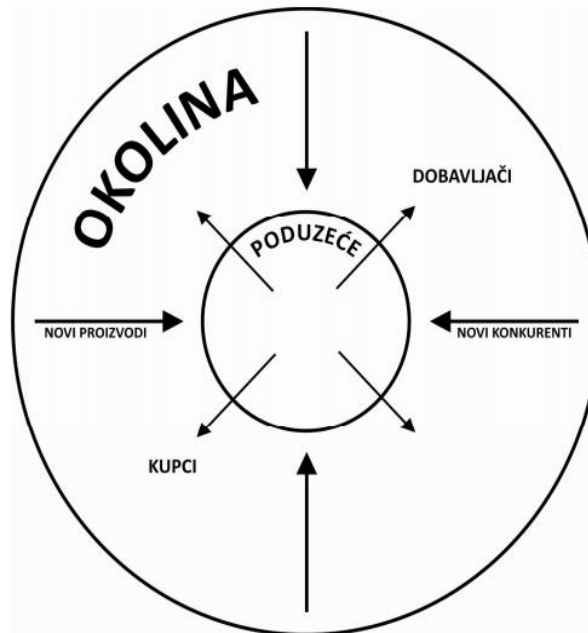 OKOLINA
DOBAVLJAČI
PODUZEĆE
NOVI PROIZVODI
NOVI KONKURENTI
KUPCI